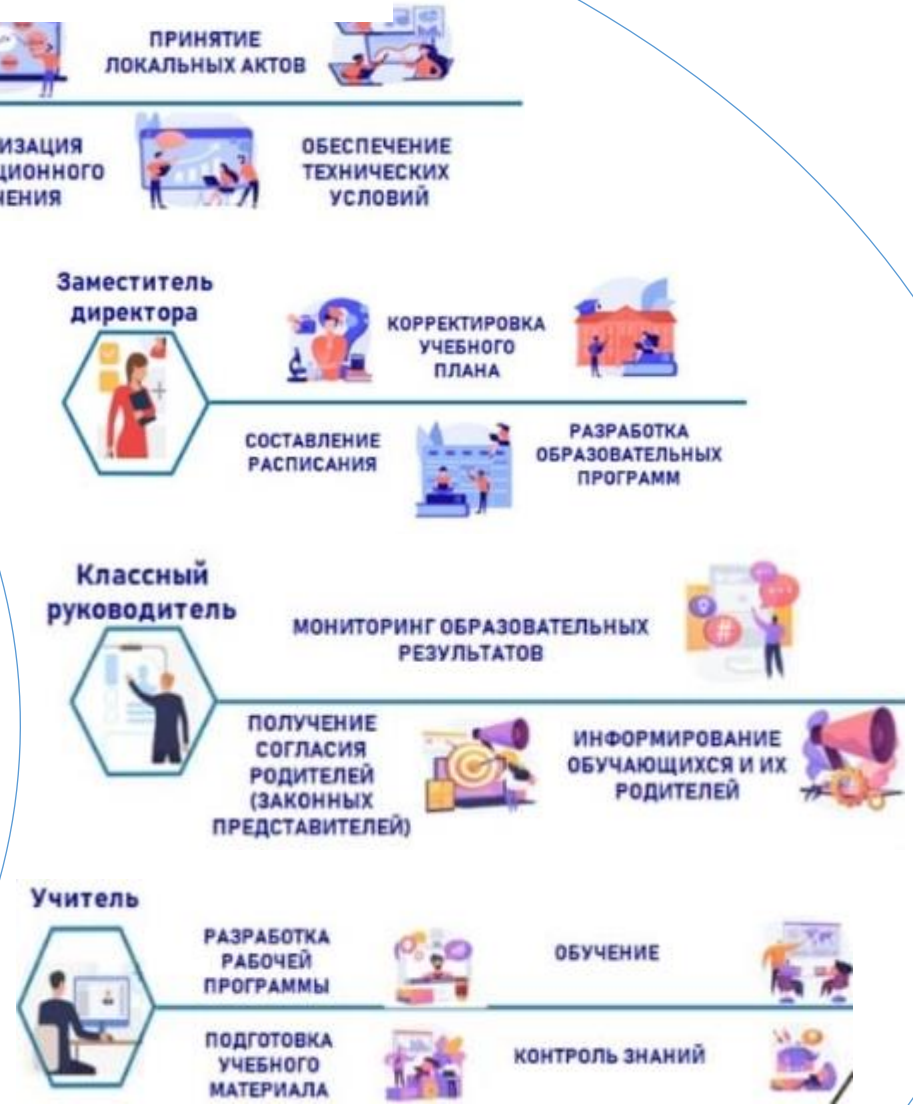 ПРИНЯТИЕ
ЛОКАЛЬНЫХ АКТОВ
ОБЕСПЕЧЕНИЕ
ТЕХНИЧЕСКИХ
УСЛОВИЙ
Заместитель
директора
КОРРЕКТИРОВКА
УЧЕБНОГО
ПЛАНА
СОСТАВЛЕНИЕ
РАСПИСАНИЯ
РАЗРАБОТКА
ОБРАЗОВАТЕЛЬНЫХ
ПРОГРАММ
Классный
руководитель
МОНИТОРИНГ ОБРАЗОВАТЕЛЬНЫХ
РЕЗУЛЬТАТОВ
ПОЛУЧЕНИЕ
СОГЛАСИЯ
РОДИТЕЛЕЙ
(ЗАКОННЫХ
ПРЕДСТАВИТЕЛЕЙ)
ИНФОРМИРОВАНИЕ
ОБУЧАЮЩИХСЯ И ИХ
РОДИТЕЛЕЙ
Учитель
РАЗРАБОТКА
РАБОЧЕЙ
ПРОГРАММЫ
ОБУЧЕНИЕ
ПОДГОТОВКА
УЧЕБНОГО
МАТЕРИАЛА
КОНТРОЛЬ ЗНАНИЙ